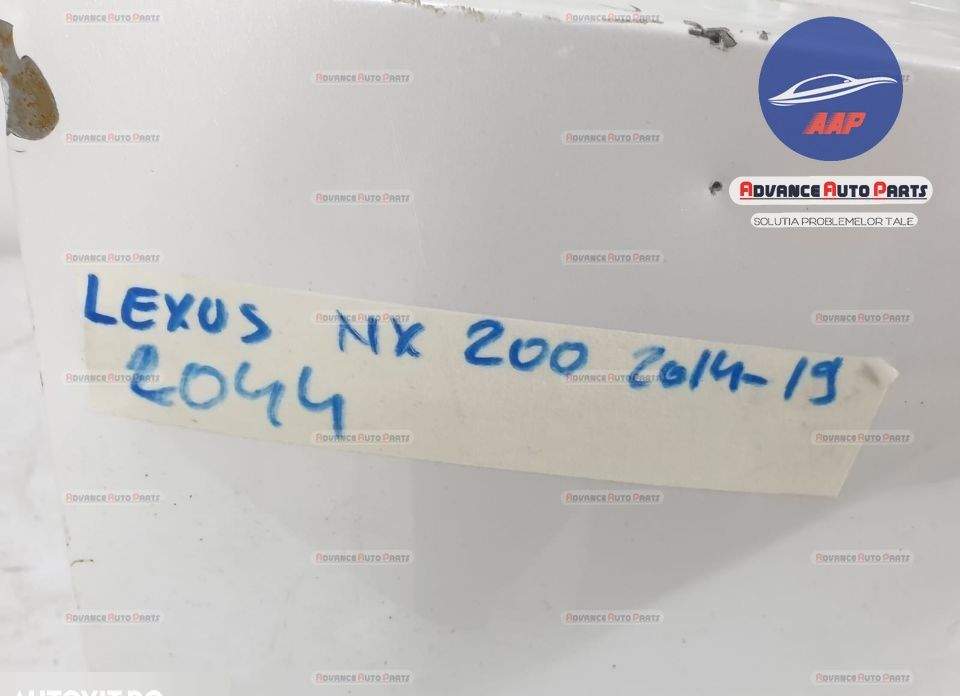 AAP
ADVANCE AUTO PARTS
SOLUTIA PROBLEMELOR TALE
LEXUS NX 200 2014-19
2044